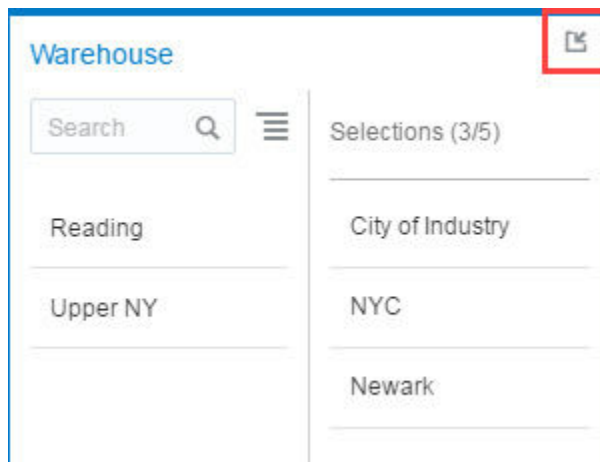 Warehouse
Search
Selections (3/5)
Reading
Upper NY
City of Industry
NYC
Newark